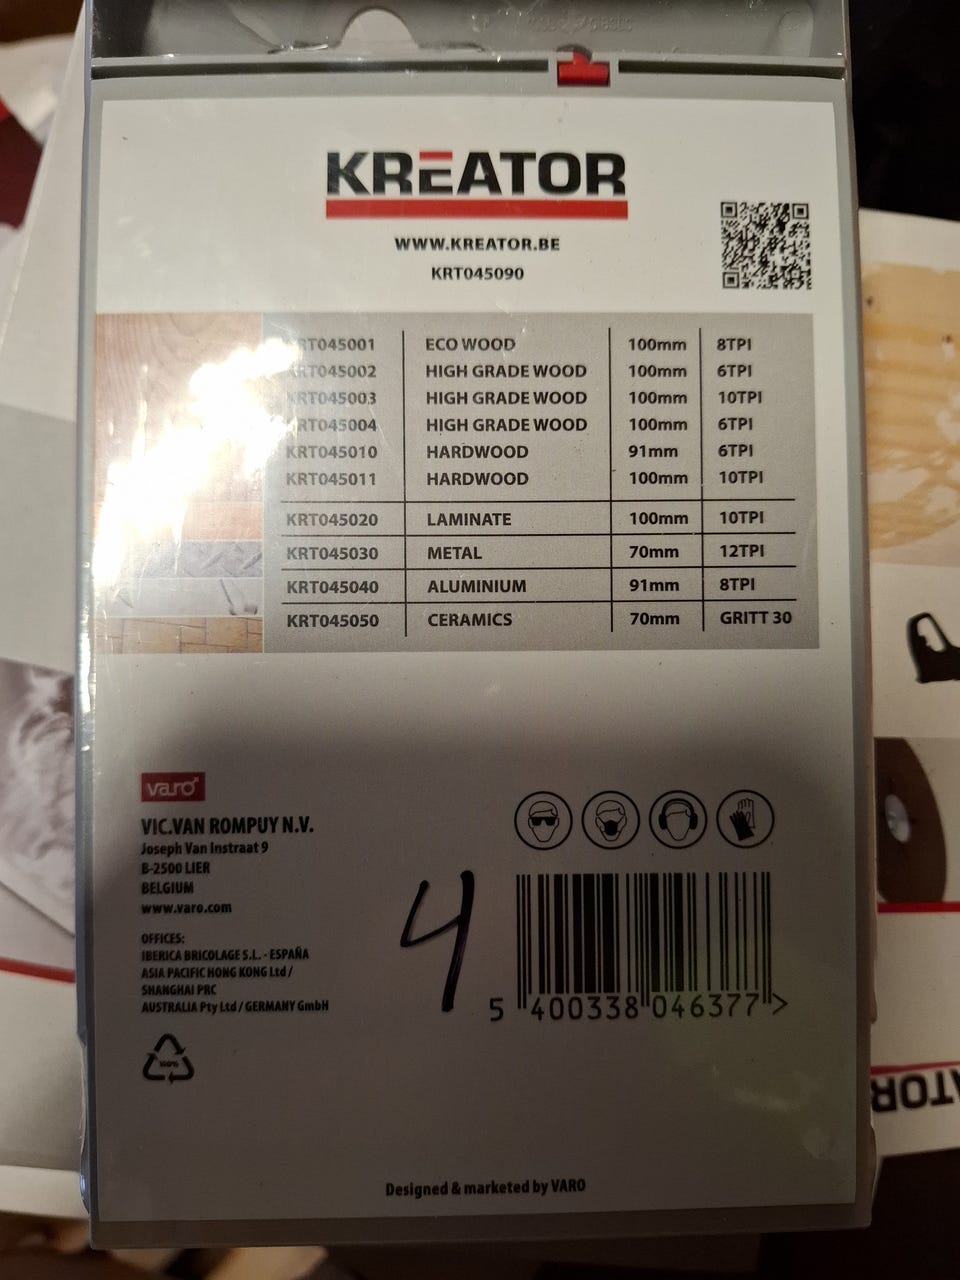 KREATOR
WWW.KREATOR.BE
KRT045090
KRT045001 ECO WOOD 100mm 8TPI
KRT045002 HIGH GRADE WOOD 100mm 6TPI
KRT045003 HIGH GRADE WOOD 100mm 10TPI
KRT045004 HIGH GRADE WOOD 100mm 6TPI
KRT045010 HARDWOOD 91mm 6TPI
KRT045011 HARDWOOD 100mm 10TPI
KRT045020 LAMINATE 100mm 10TPI
KRT045030 METAL 70mm 12TPI
KRT045040 ALUMINIUM 91mm 8TPI
KRT045050 CERAMICS 70mm GRITT 30
varo
VIC.VAN ROMPUY N.V.
Joseph Van Instraat 9
B-2500 LIER
BELGIUM
www.varo.com
OFFICES:
IBERICA BRICOLAGE S.L. - ESPAÑA
ASIA PACIFIC HONG KONG Ltd /
SHANGHAI PRC
AUSTRALIA Pty Ltd / GERMANY GmbH
100%
4
5 400338 046377 >
Designed & marketed by VARO
ATOR